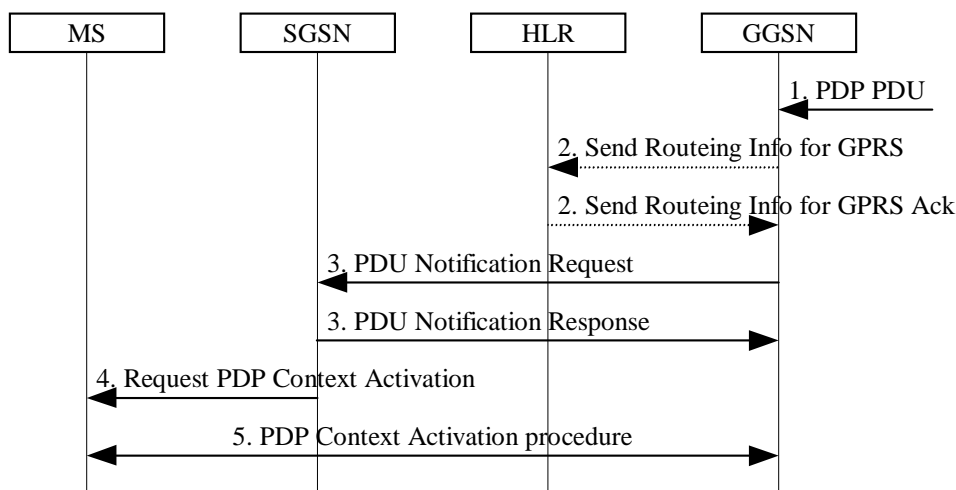 MS
SGSN
HLR
GGSN
1. PDP PDU
2. Send Routeing Info for GPRS
2. Send Routeing Info for GPRS Ack
3. PDU Notification Request
3. PDU Notification Response
4. Request PDP Context Activation
5. PDP Context Activation procedure